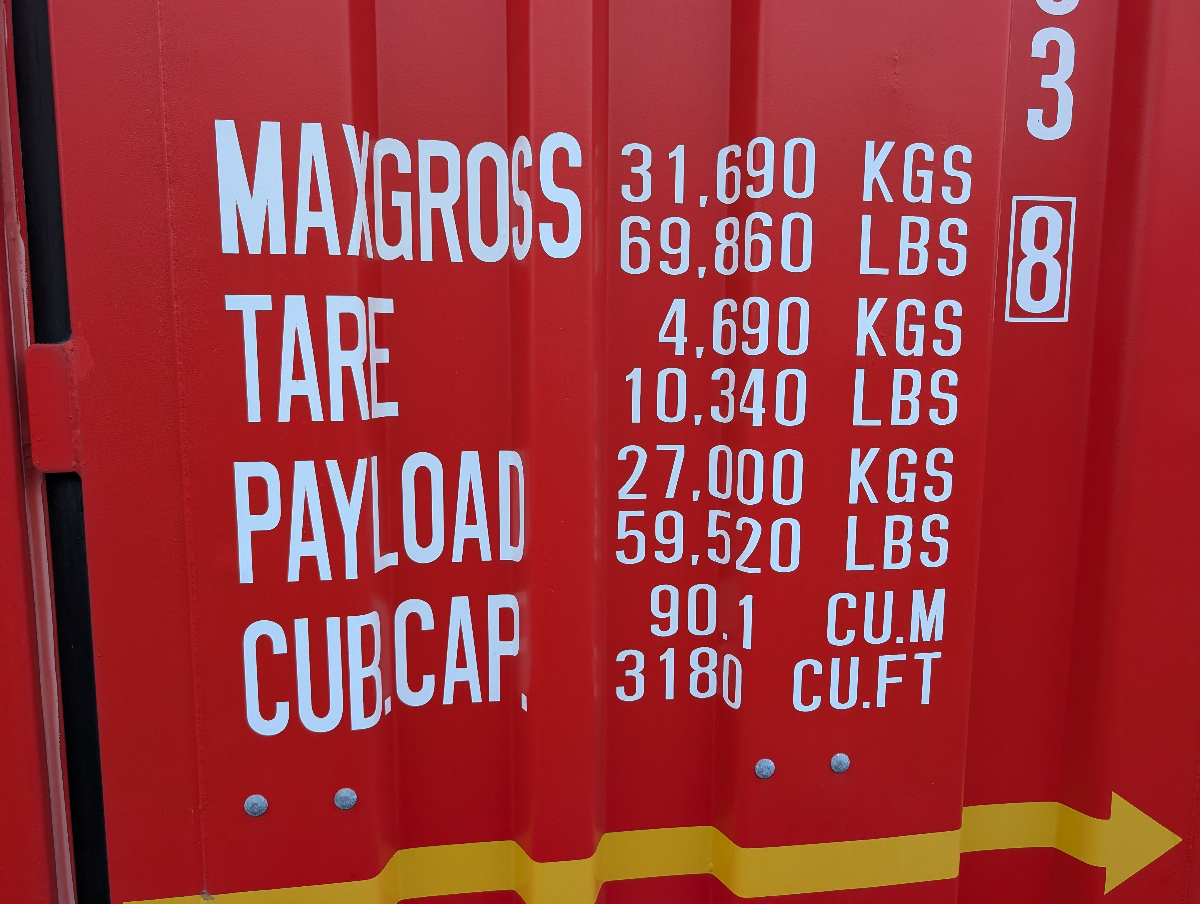 MAXGROSS 31,690 KGS
69,860 LBS
TARE 4,690 KGS
10,340 LBS
PAYLOAD 27,000 KGS
59,520 LBS
CUB.CAP. 90.1 CU.M
3180 CU.FT
3
8